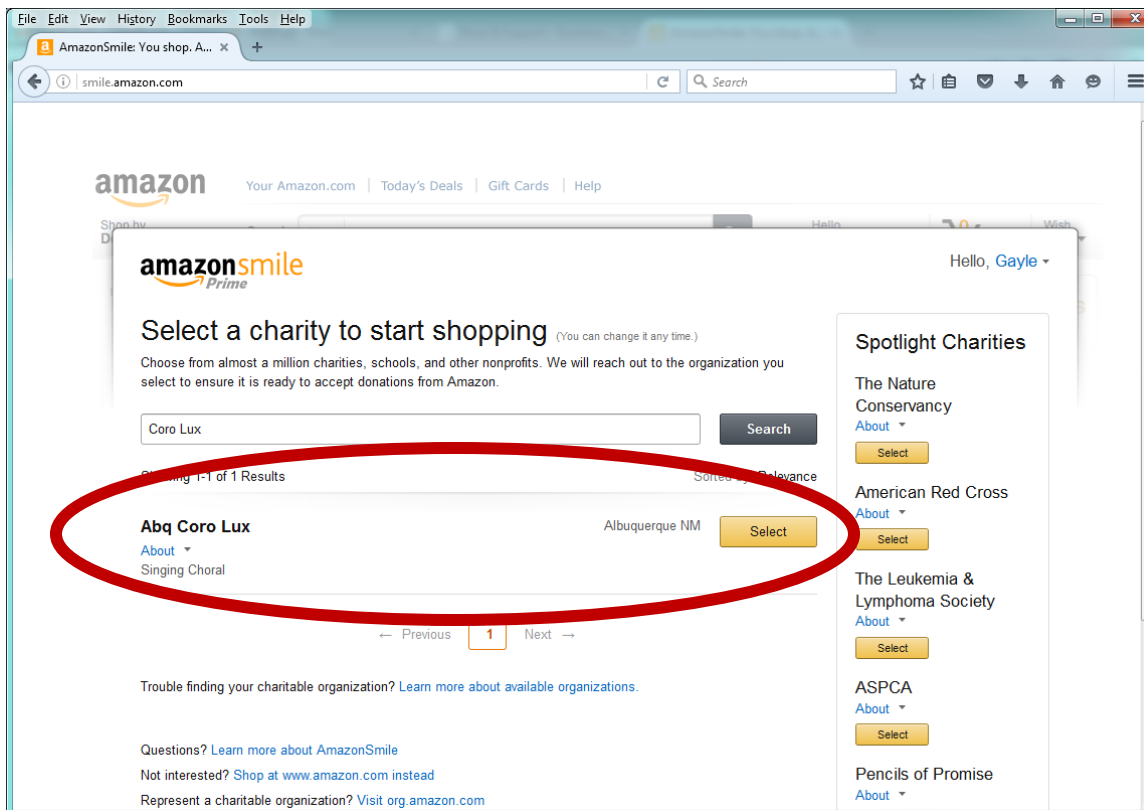 File Edit View History Bookmarks Tools Help
AmazonSmile: You shop. A... × +
smile.amazon.com
Search
amazon
Your Amazon.com | Today's Deals | Gift Cards | Help
Shop by
Hello
Wish
amazonsmile
Prime
Hello, Gayle
Select a charity to start shopping (You can change it any time.)
Choose from almost a million charities, schools, and other nonprofits. We will reach out to the organization you
select to ensure it is ready to accept donations from Amazon.
Coro Lux
Search
Showing 1-1 of 1 Results
Sorted by Relevance
Abq Coro Lux
Albuquerque NM
Select
About
Singing Choral
← Previous 1 Next →
Trouble finding your charitable organization? Learn more about available organizations.
Questions? Learn more about AmazonSmile
Not interested? Shop at www.amazon.com instead
Represent a charitable organization? Visit org.amazon.com
Spotlight Charities
The Nature
Conservancy
About
Select
American Red Cross
About
Select
The Leukemia &
Lymphoma Society
About
Select
ASPCA
About
Select
Pencils of Promise
About